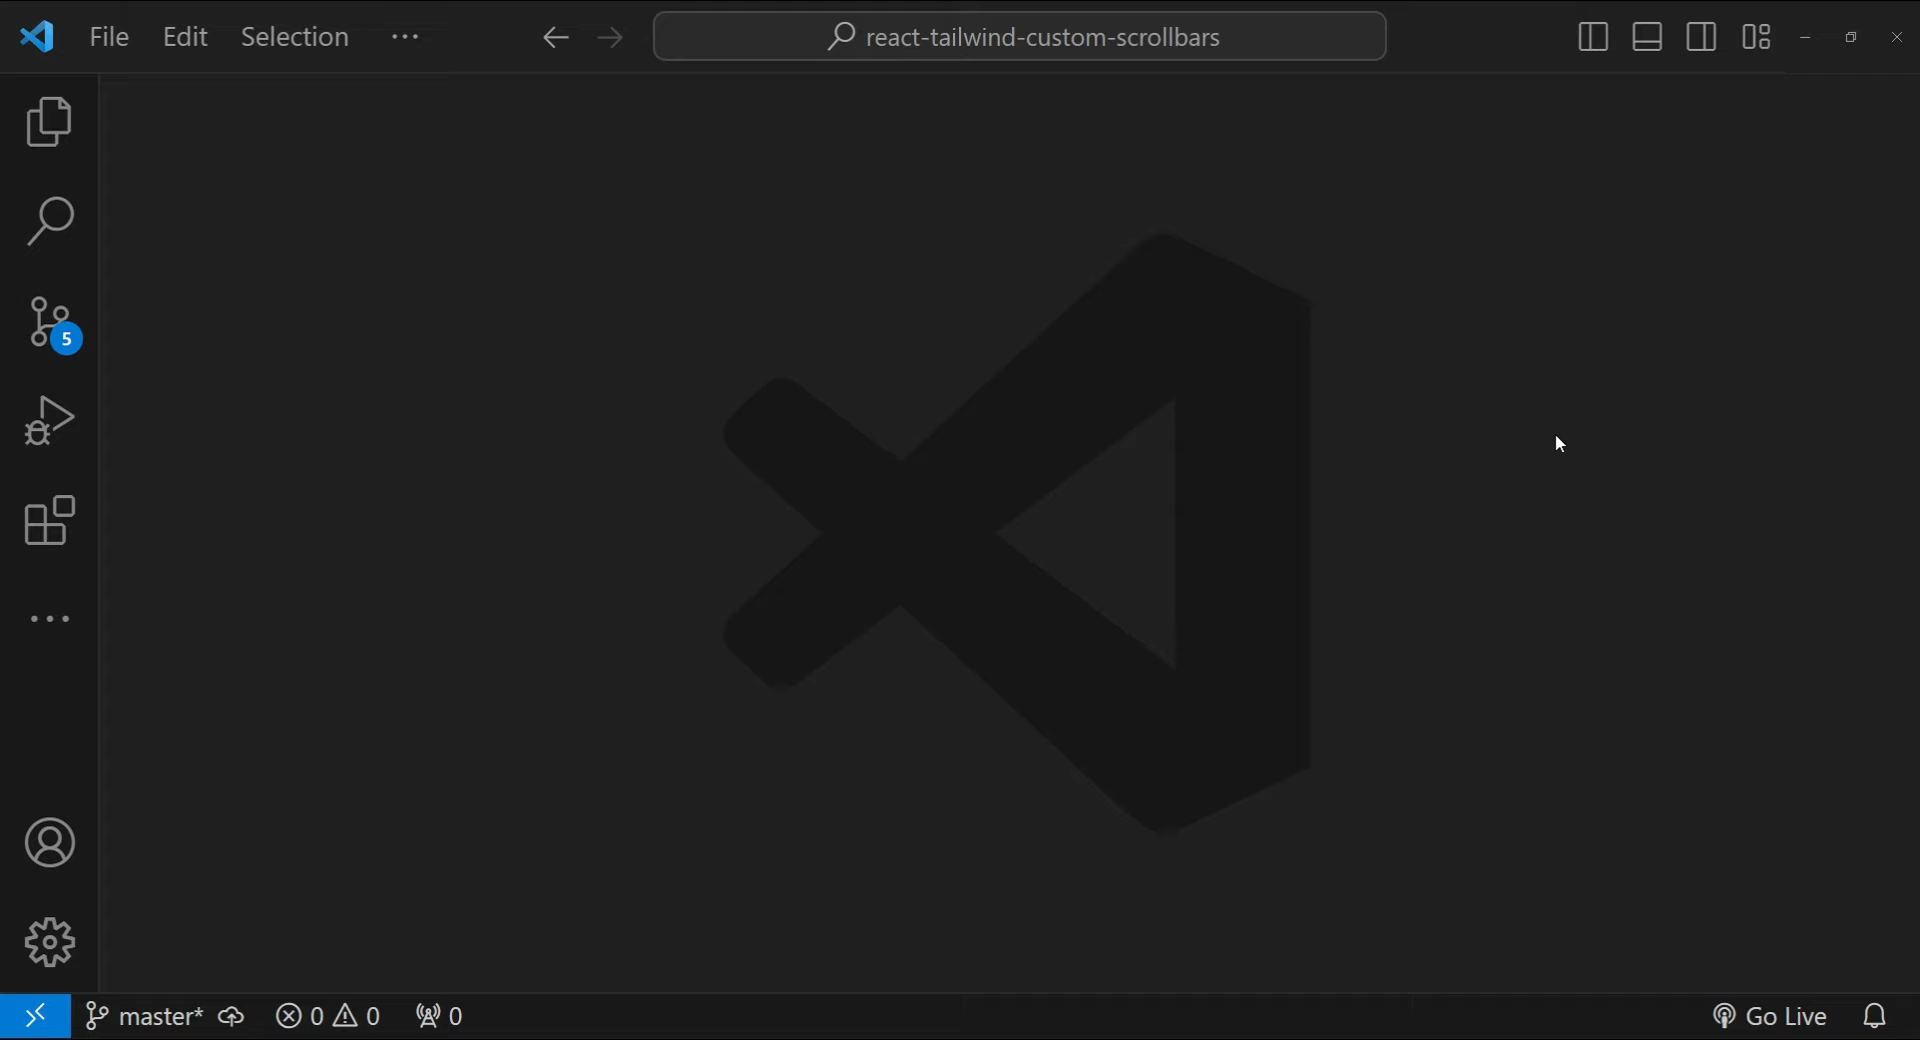 File Edit Selection ··· react-tailwind-custom-scrollbars
5
master* 0 0 0 Go Live